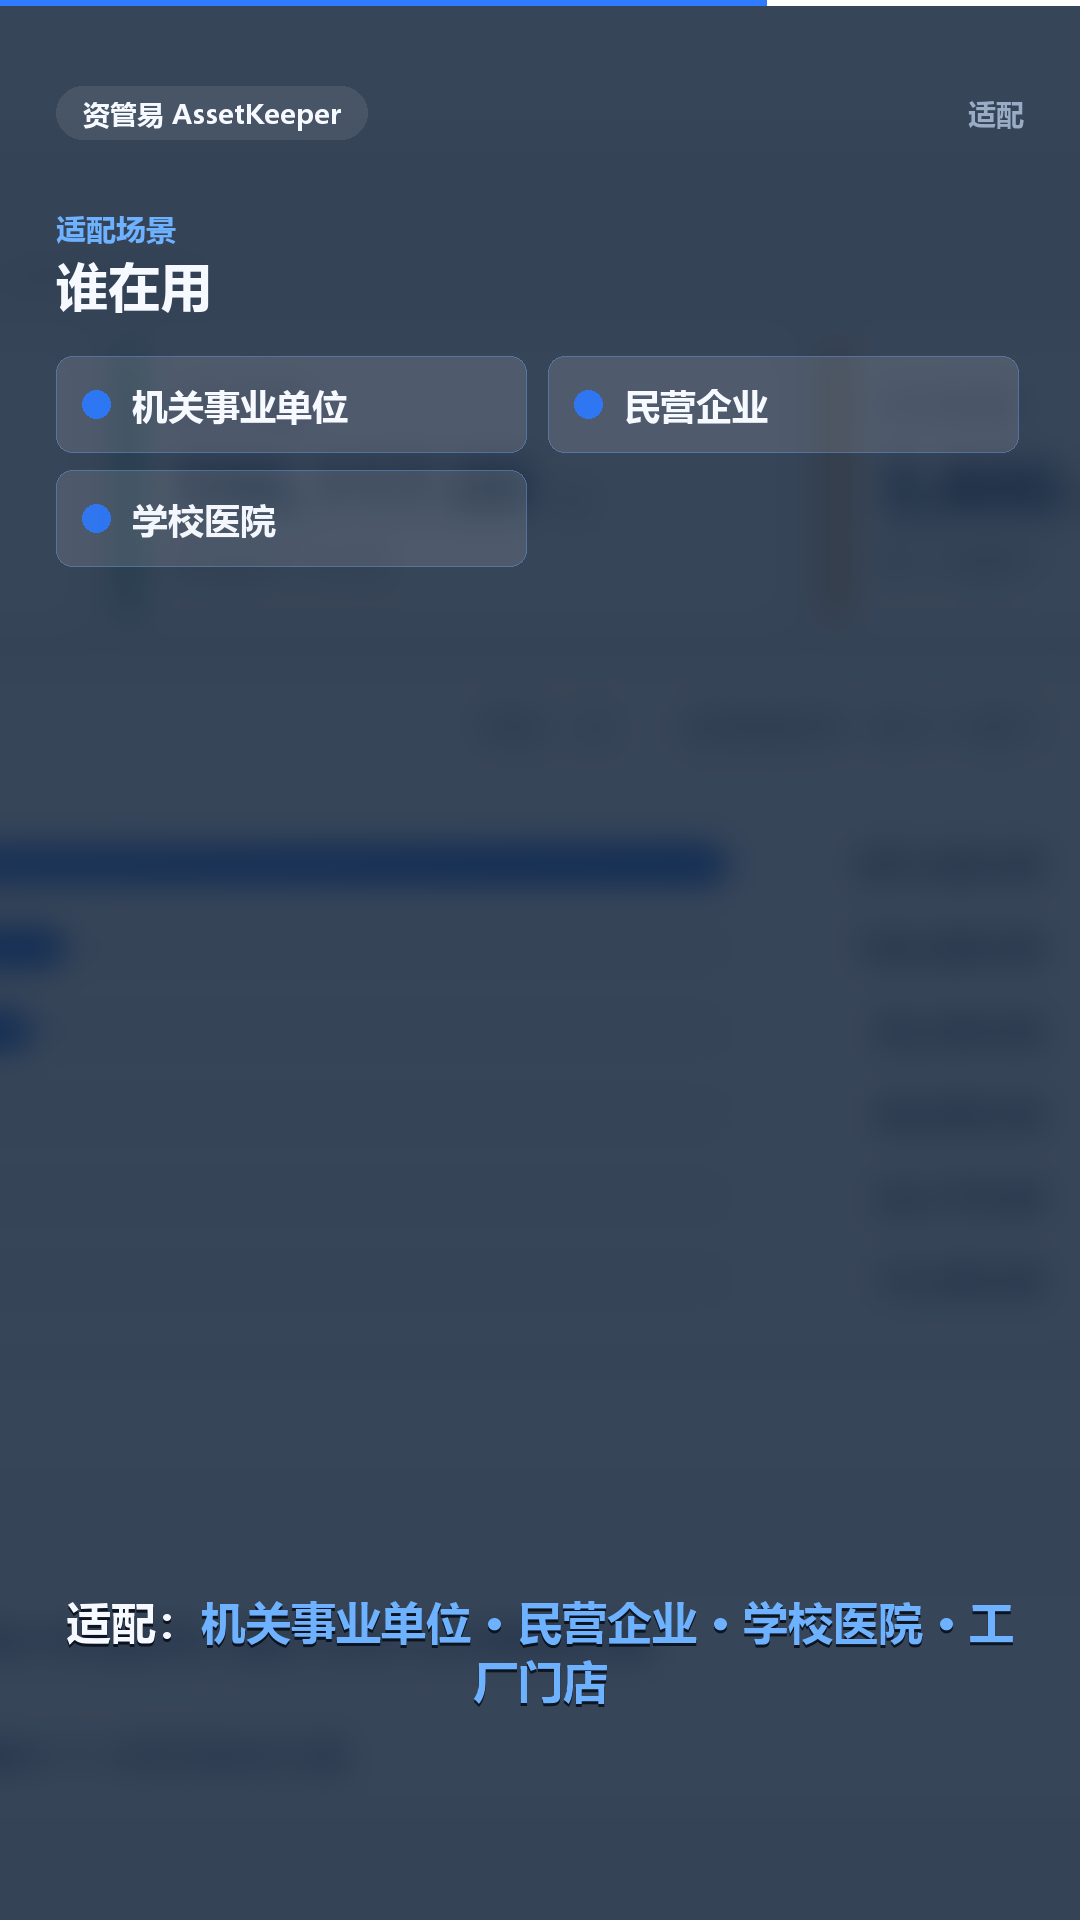 资管易 AssetKeeper
适配
适配场景
谁在用
机关事业单位
民营企业
学校医院
适配：机关事业单位·民营企业·学校医院·工
厂门店